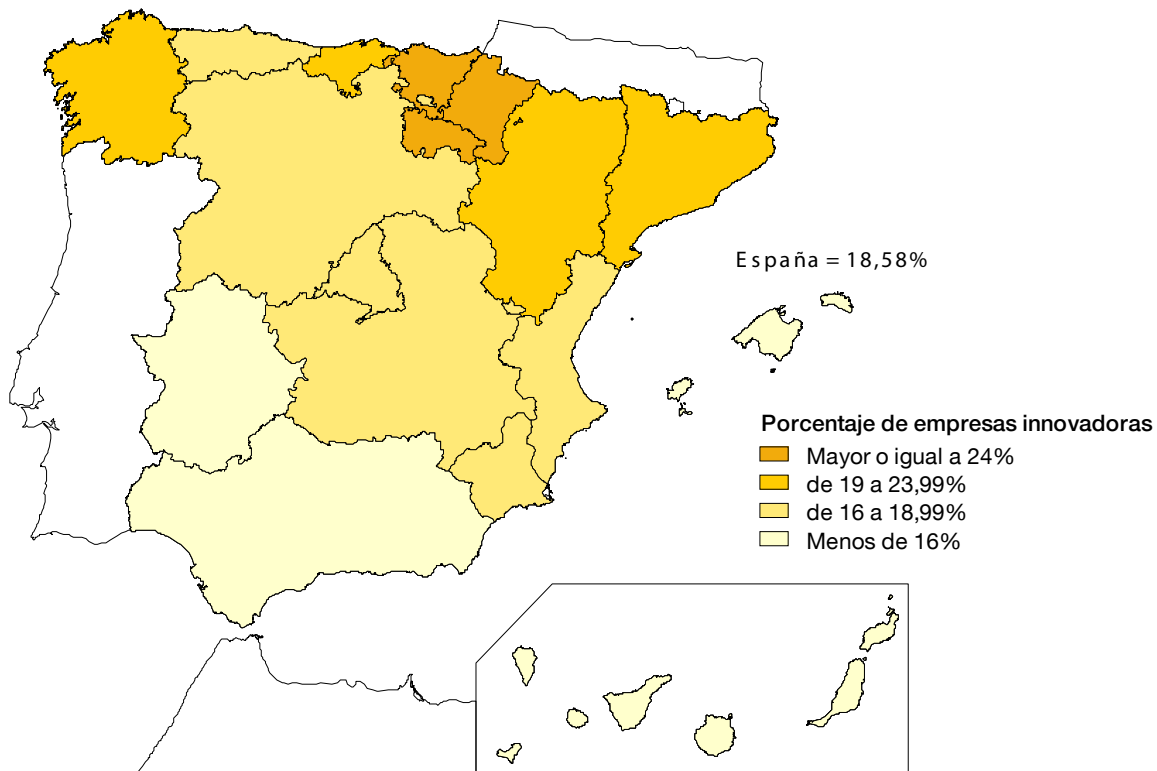 España = 18,58%
Porcentaje de empresas innovadoras
Mayor o igual a 24%
de 19 a 23,99%
de 16 a 18,99%
Menos de 16%